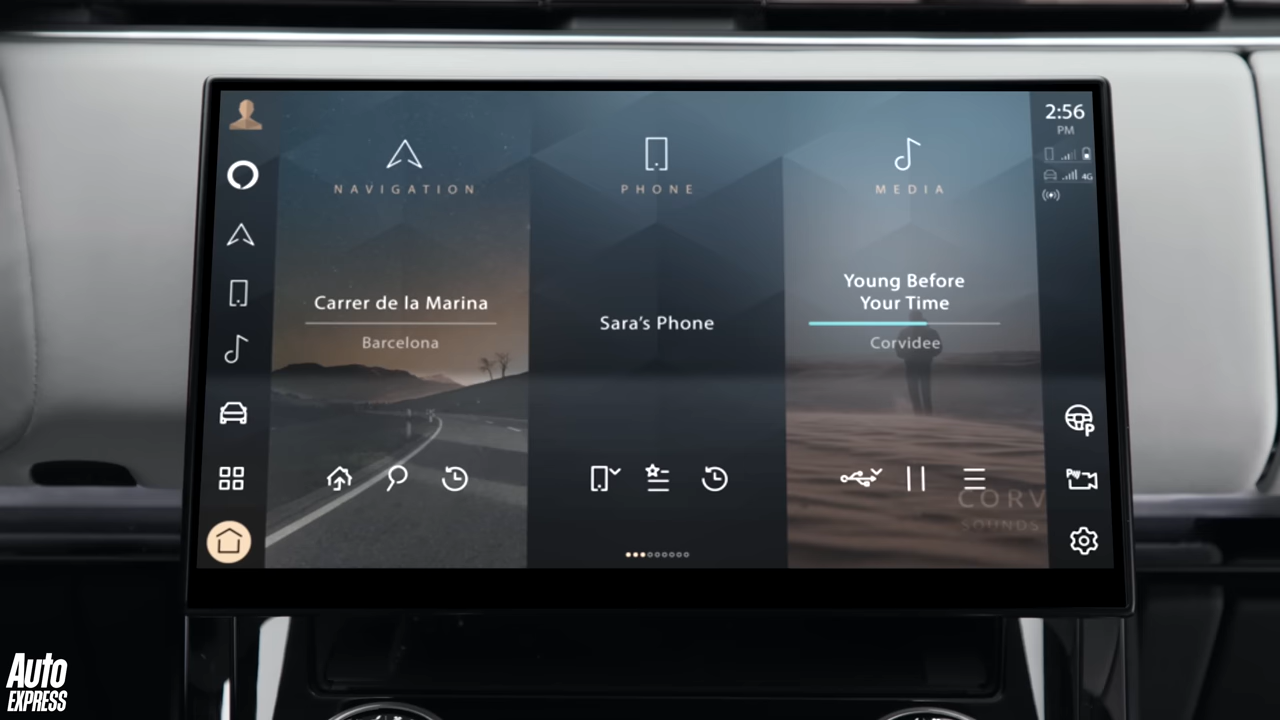 2:56
PM
4G
NAVIGATION
PHONE
MEDIA
Carrer de la Marina
Barcelona
Sara's Phone
Young Before
Your Time
Corvidee
P
CORV
SOUNDS
Auto
EXPRESS